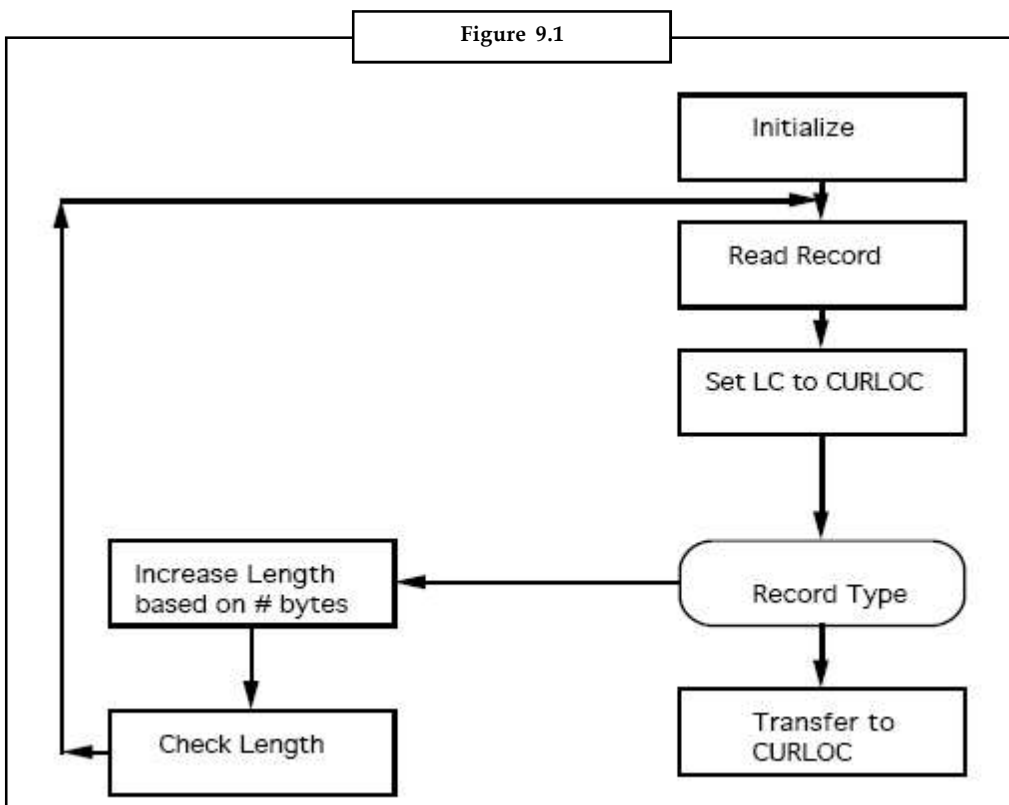 Figure 9.1
Initialize
Read Record
Set LC to CURLOC
Record Type
Increase Length
based on # bytes
Check Length
Transfer to
CURLOC